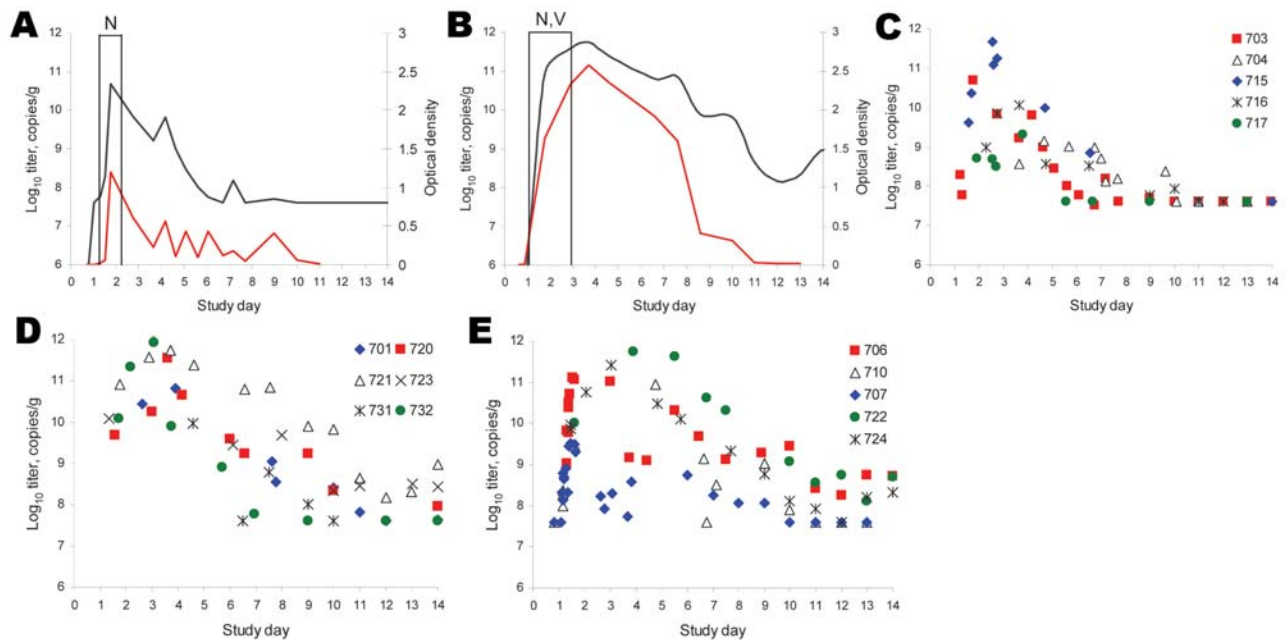 A
N
12
11
10
9
8
7
6
Log10 titer, copies/g
3
2.5
2
1.5
1
0.5
0
Optical density
0 1 2 3 4 5 6 7 8 9 10 11 12 13 14
Study day
B
N,V
12
11
10
9
8
7
6
Log10 titer, copies/g
3
2.5
2
1.5
1
0.5
0
Optical density
0 1 2 3 4 5 6 7 8 9 10 11 12 13 14
Study day
C
12
11
10
9
8
7
6
Log10 titer, copies/g
703
704
715
716
717
0 1 2 3 4 5 6 7 8 9 10 11 12 13 14
Study day
D
12
11
10
9
8
7
6
Log10 titer, copies/g
701 720
721 723
731 732
0 1 2 3 4 5 6 7 8 9 10 11 12 13 14
Study day
E
12
11
10
9
8
7
6
Log10 titer, copies/g
706
710
707
722
724
0 1 2 3 4 5 6 7 8 9 10 11 12 13 14
Study day